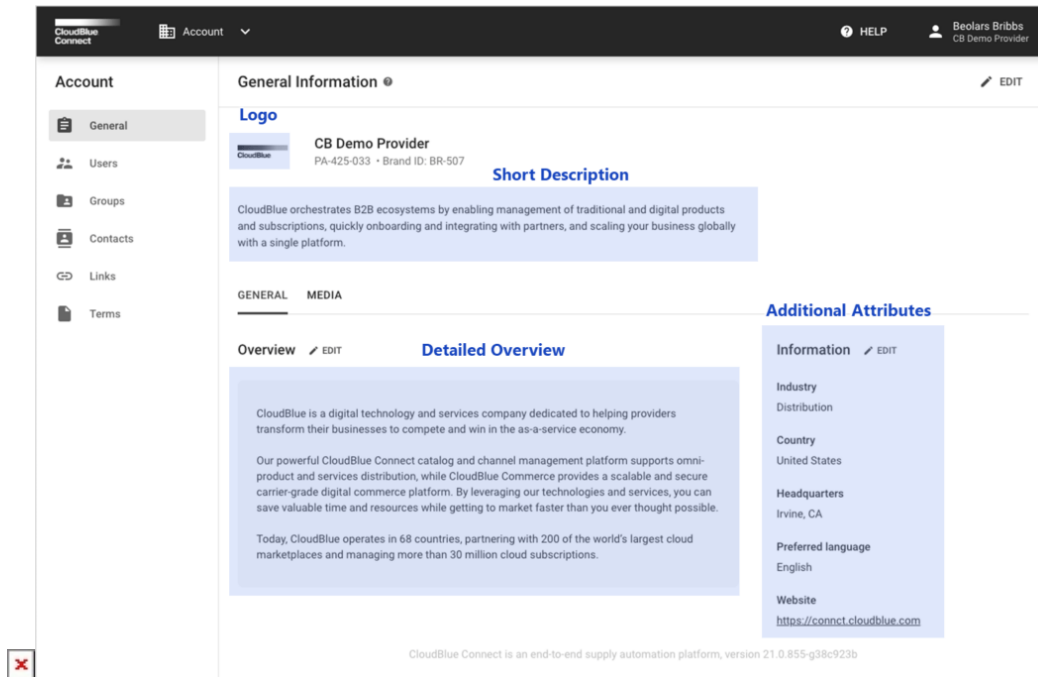 CloudBlue
Connect
Account
HELP
Beolars Bribbs
CB Demo Provider
Account
General
Users
Groups
Contacts
Links
Terms
General Information
EDIT
Logo
CloudBlue
CB Demo Provider
PA-425-033 • Brand ID: BR-507
Short Description
CloudBlue orchestrates B2B ecosystems by enabling management of traditional and digital products
and subscriptions, quickly onboarding and integrating with partners, and scaling your business globally
with a single platform.
GENERAL MEDIA
Overview EDIT
Detailed Overview
CloudBlue is a digital technology and services company dedicated to helping providers
transform their businesses to compete and win in the as-a-service economy.
Our powerful CloudBlue Connect catalog and channel management platform supports omni-
product and services distribution, while CloudBlue Commerce provides a scalable and secure
carrier-grade digital commerce platform. By leveraging our technologies and services, you can
save valuable time and resources while getting to market faster than you ever thought possible.
Today, CloudBlue operates in 68 countries, partnering with 200 of the world's largest cloud
marketplaces and managing more than 30 million cloud subscriptions.
Additional Attributes
Information EDIT
Industry
Distribution
Country
United States
Headquarters
Irvine, CA
Preferred language
English
Website
https://connct.cloudblue.com
CloudBlue Connect is an end-to-end supply automation platform, version 21.0.855-g38c923b